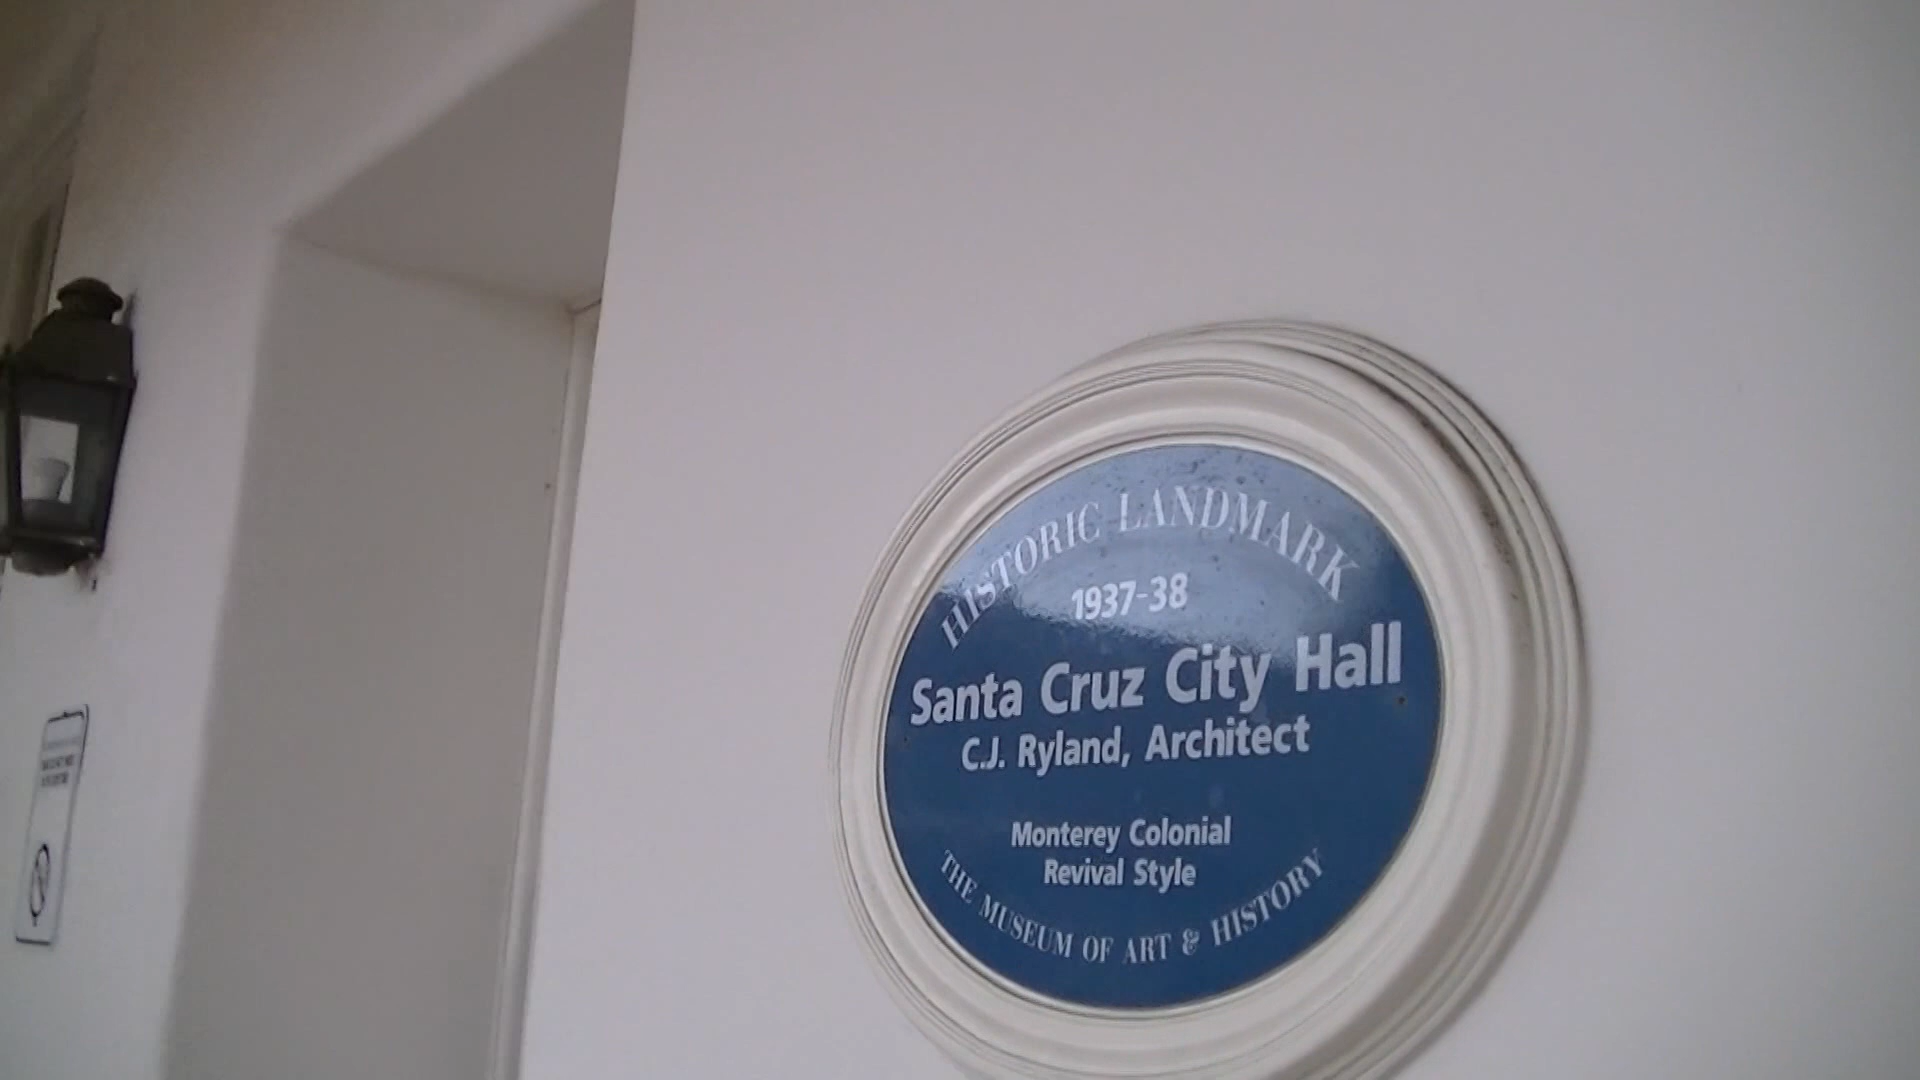 HISTORIC LANDMARK
1937-38
Santa Cruz City Hall
C.J. Ryland, Architect
Monterey Colonial
Revival Style
THE MUSEUM OF ART & HISTORY